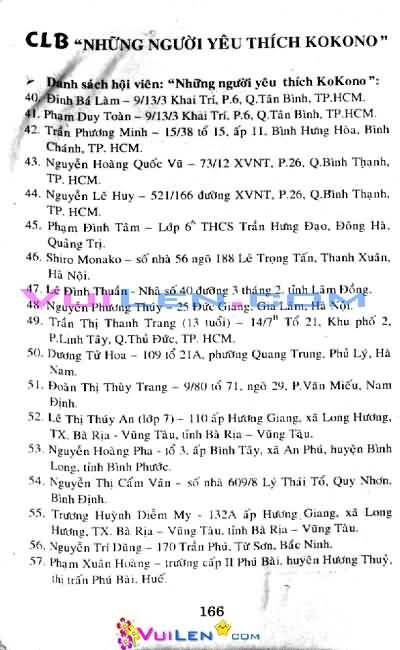 CLB "NHỮNG NGƯỜI YÊU THÍCH KOKONO"
➤ Danh sách hội viên: "Những người yêu thích KoKono":
40. Đinh Bá Làm - 9/13/3 Khai Trí, P.6, Q.Tân Bình, TP.HCM.
41. Phạm Duy Toàn - 9/13/3 Khai Trí, P.6, Q.Tân Bình, TP.HCM.
42. Trần Phương Minh - 15/38 tổ 15, ấp 11, Bình Hưng Hòa, Bình
Chánh, TP. HCM.
43. Nguyễn Hoàng Quốc Vũ - 73/12 XVNT, P.26, Q.Bình Thạnh,
TP. HCM.
44. Nguyễn Lê Huy - 521/166 đường XVNT, P.26, Q.Bình Thạnh,
TP. HCM.
45. Phạm Đình Tâm - Lớp 6A THCS Trần Hưng Đạo, Đông Hà,
Quảng Trị.
46. Shiro Monako - số nhà 56 ngõ 188 Lê Trọng Tấn, Thanh Xuân,
Hà Nội.
47. Lê Đình Thuần - Nhà số 40 đường 3 tháng 2, tỉnh Lâm Đồng.
VUILEN.COM
48. Nguyễn Phương Thúy - 25 Đức Giang, Gia Lâm, Hà Nội.
49. Trần Thị Thanh Trang (13 tuổi) - 14/7B Tổ 21, Khu phố 2,
P.Linh Tây, Q.Thủ Đức, TP. HCM.
50. Dương Tử Hoa - 109 tổ 21A, phường Quang Trung, Phủ Lý, Hà
Nam.
51. Đoàn Thị Thùy Trang - 9/80 tổ 71, ngõ 29, P.Văn Miếu, Nam
Định.
52. Lê Thị Thúy An (lớp 7) - 110 ấp Hương Giang, xã Long Hương,
TX. Bà Rịa - Vũng Tàu, tỉnh Bà Rịa - Vũng Tàu.
53. Nguyễn Hoàng Pha - tổ 3, ấp Bình Tây, xã An Phú, huyện Bình
Long, tỉnh Bình Phước.
54. Nguyễn Thị Cẩm Vân - số nhà 609/8 Lý Thái Tổ, Quy Nhơn,
Bình Định.
55. Trương Huỳnh Diễm My - 132A ấp Hương Giang, xã Long
Hương, TX. Bà Rịa - Vũng Tàu, tỉnh Bà Rịa - Vũng Tàu.
56. Nguyễn Trí Dũng - 170 Trần Phú, Từ Sơn, Bắc Ninh.
57. Phạm Xuân Hoàng - trường cấp II Phú Bài, huyện Hương Thuỷ,
thị trấn Phú Bài, Huế.
166
VUILEN.COM